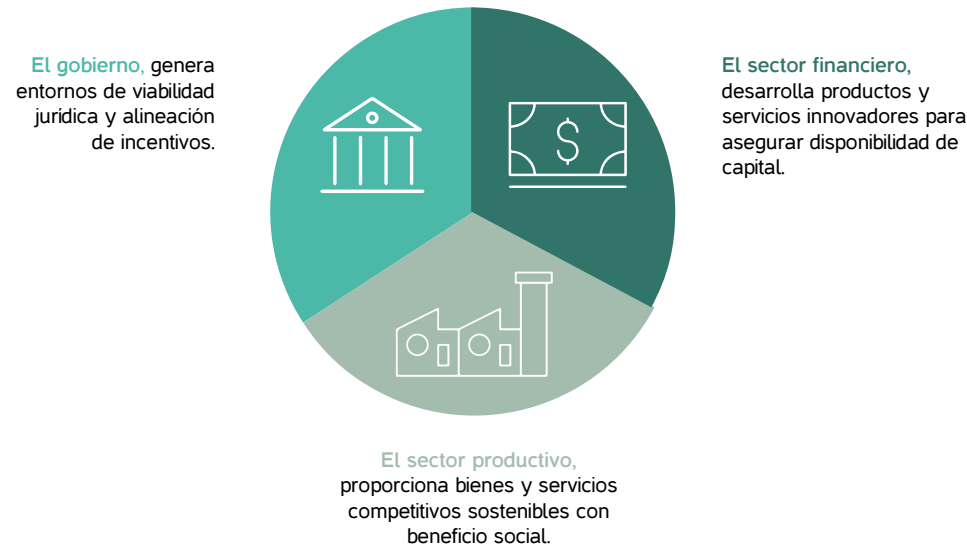 El gobierno, genera
entornos de viabilidad
jurídica y alineación
de incentivos.
$
El sector financiero,
desarrolla productos y
servicios innovadores para
asegurar disponibilidad de
capital.
El sector productivo,
proporciona bienes y servicios
competitivos sostenibles con
beneficio social.